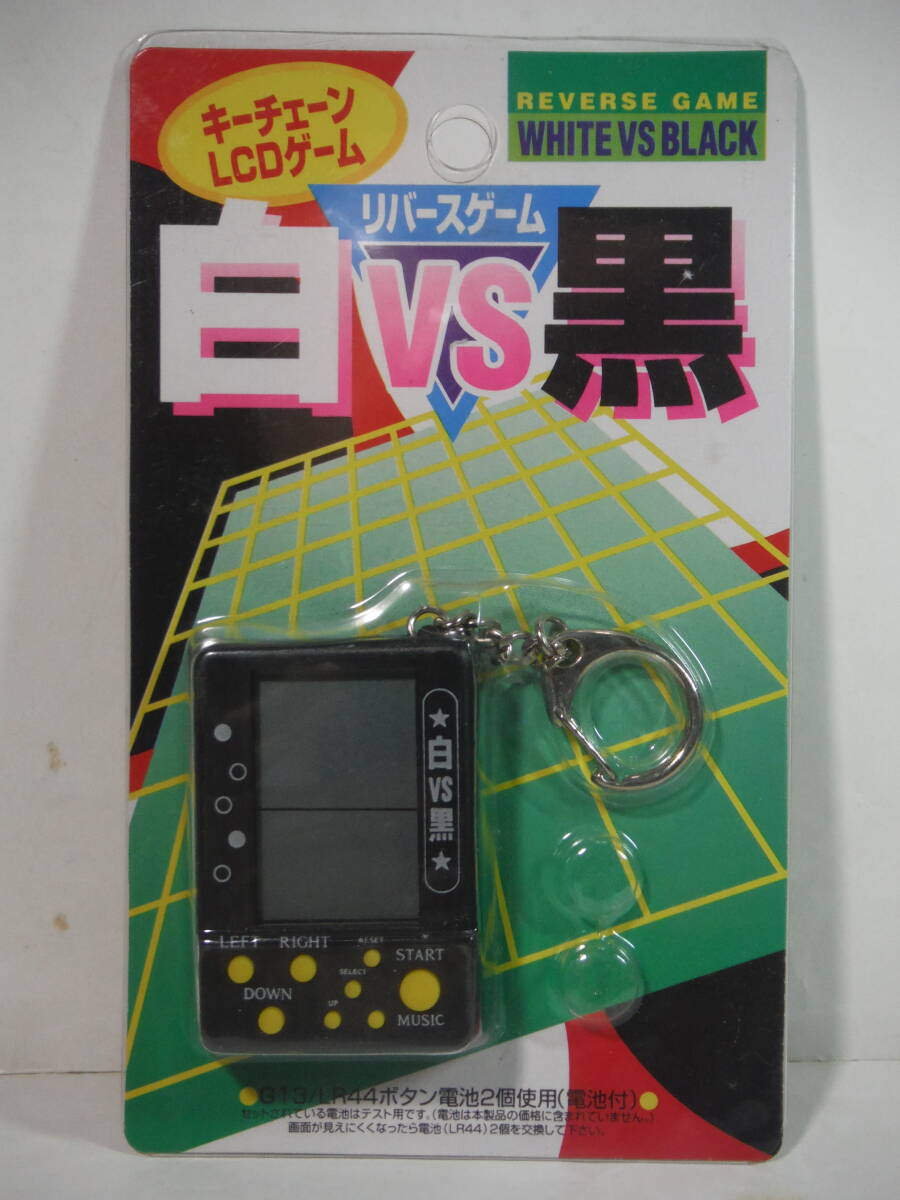 キーチェーン
LCDゲーム
REVERSE GAME
WHITE VS BLACK
リバースゲーム
白VS黒
★白VS黒★
LEFT RIGHT RESET START
SELECT
DOWN
UP
MUSIC
G13/LR44ボタン電池2個使用(電池付)
セットされている電池はテスト用です。(電池は本製品の価格に含まれていません。)
画面が見えにくくなったら電池(LR44)2個を交換して下さい。